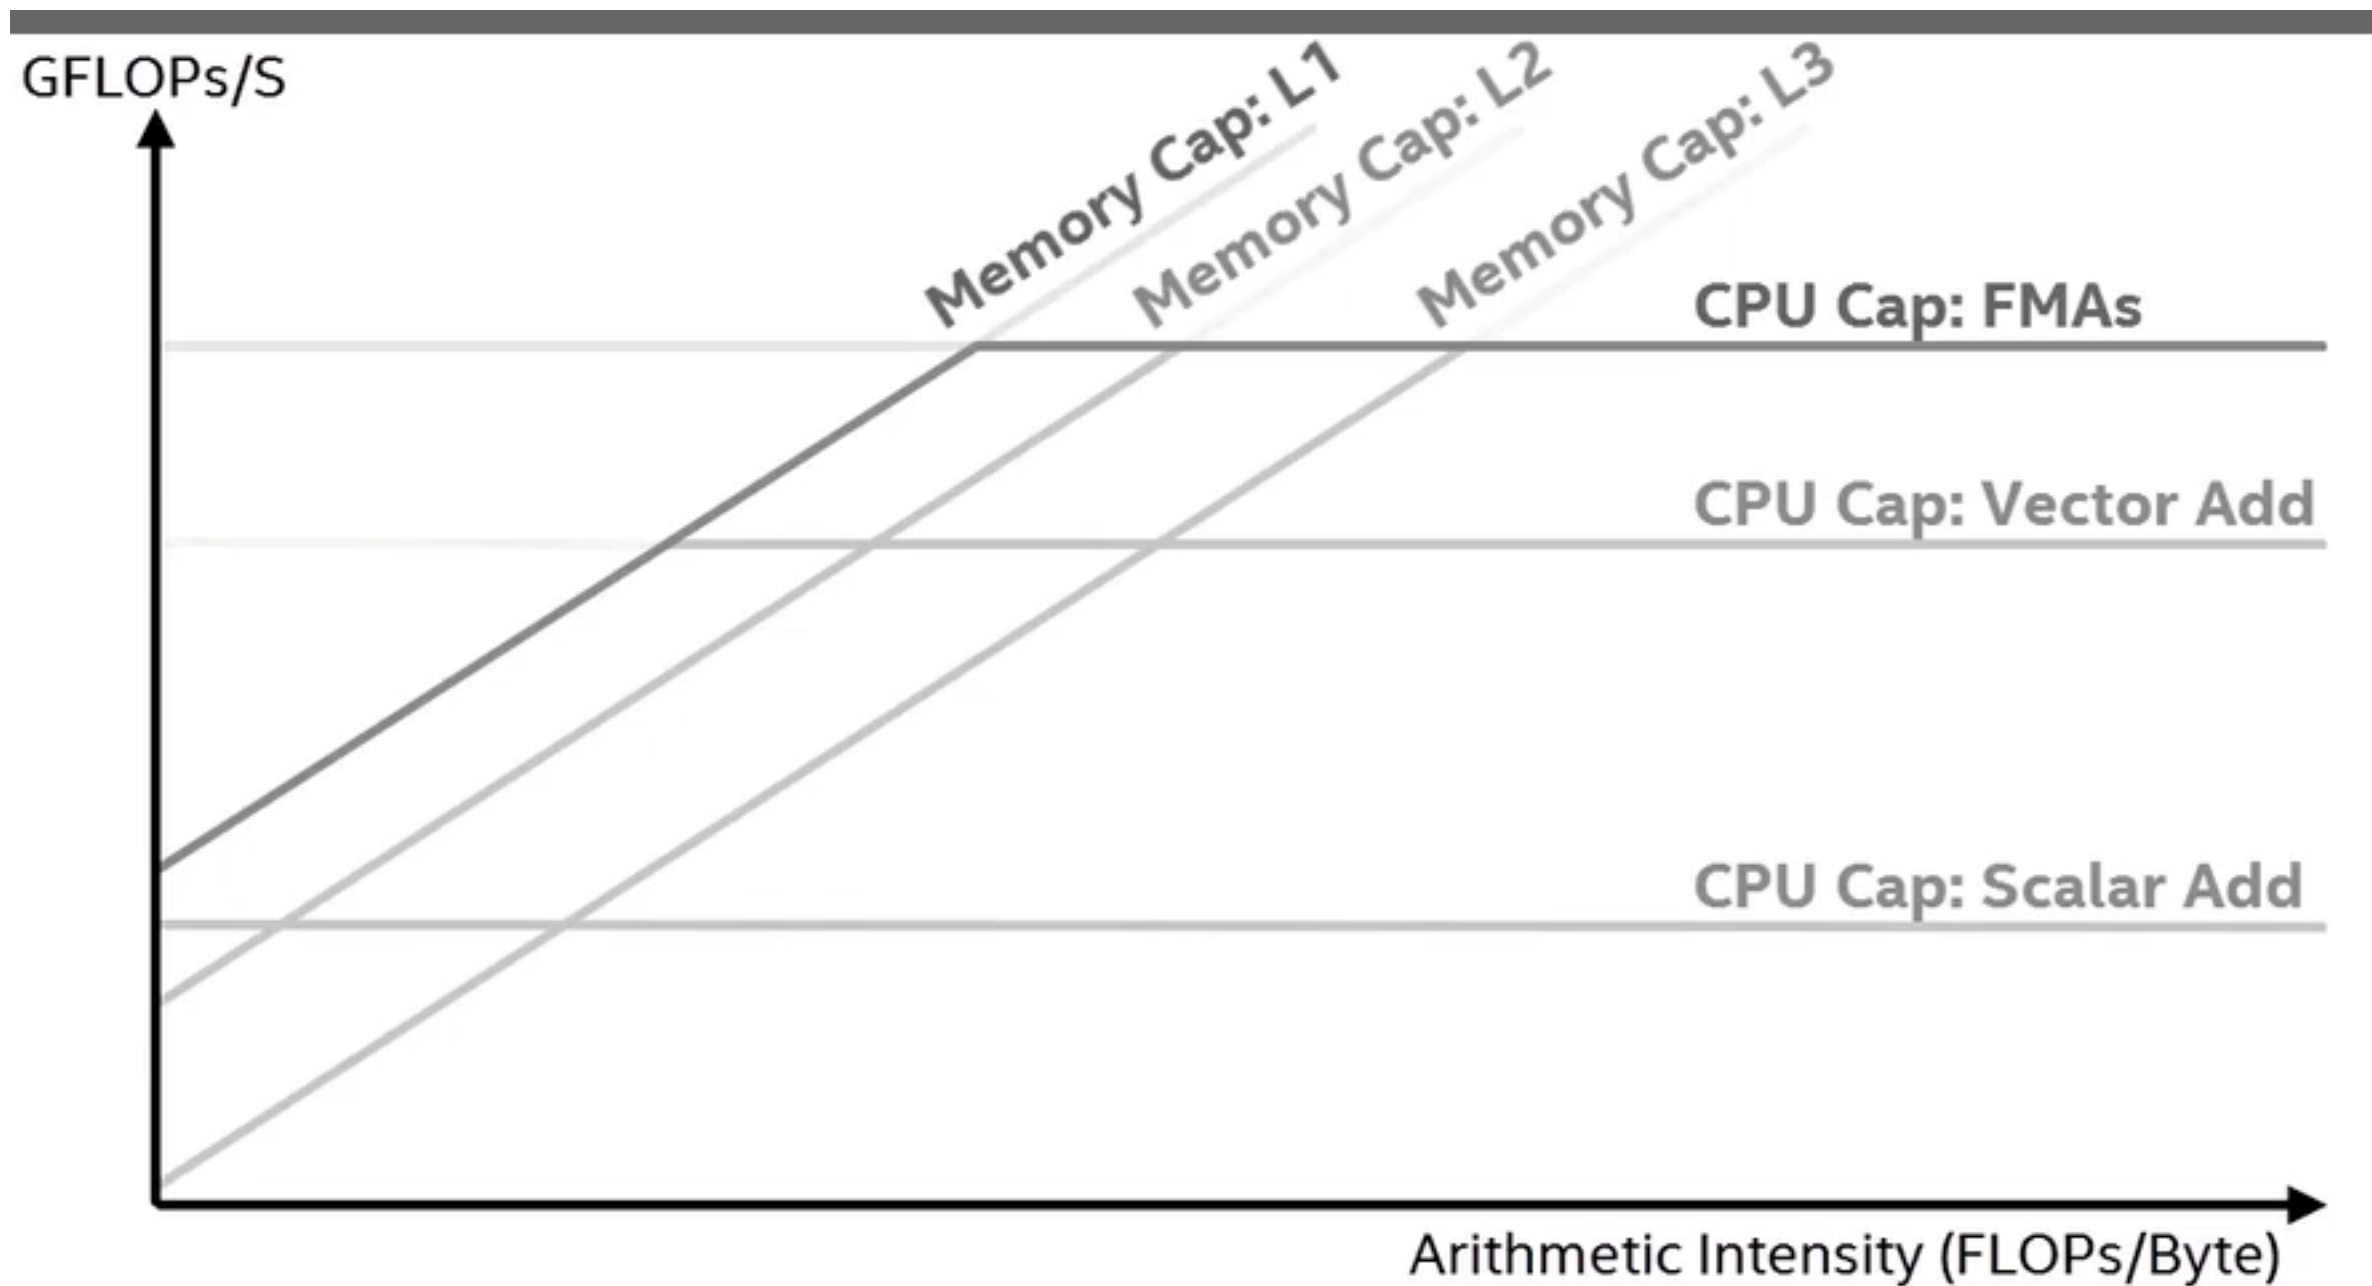 GFLOPs/S
Memory Cap: L1
Memory Cap: L2
Memory Cap: L3
CPU Cap: FMAs
CPU Cap: Vector Add
CPU Cap: Scalar Add
Arithmetic Intensity (FLOPs/Byte)